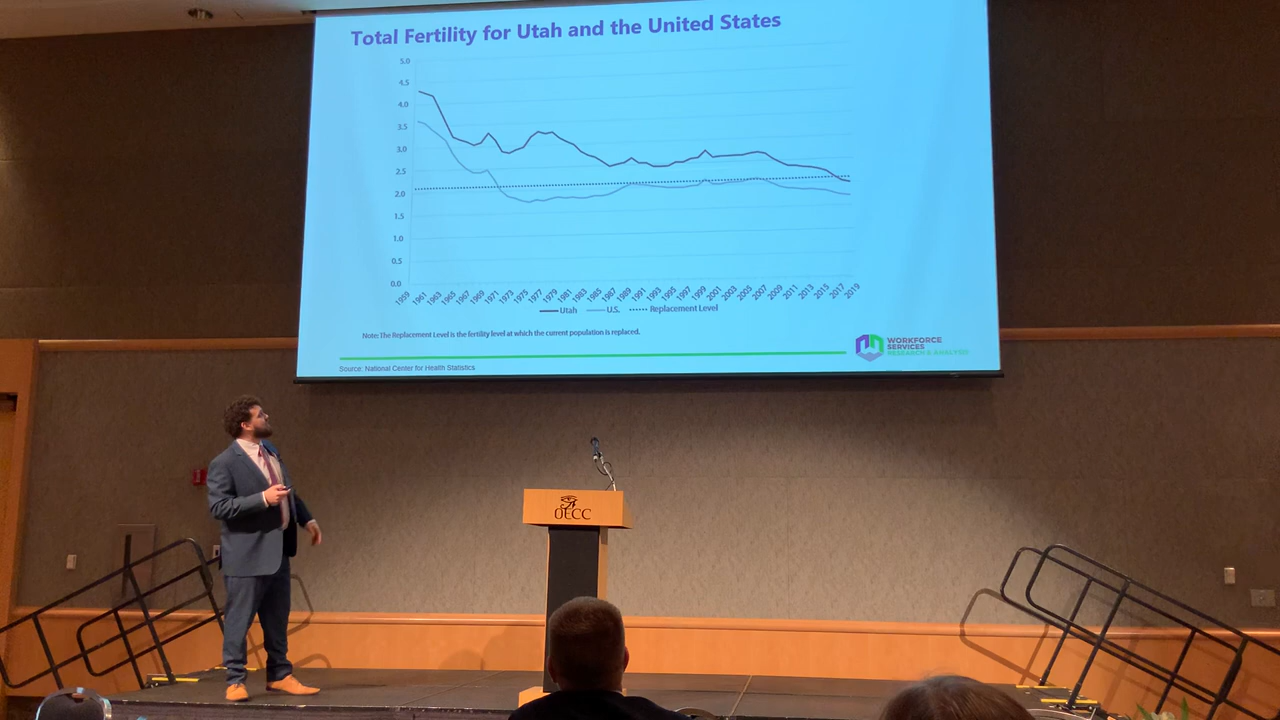 Total Fertility for Utah and the United States
5.0
4.5
4.0
3.5
3.0
2.5
2.0
1.5
1.0
0.5
0.0
1959 1961 1963 1965 1967 1969 1971 1973 1975 1977 1979 1981 1983 1985 1987 1989 1991 1993 1995 1997 1999 2001 2003 2005 2007 2009 2011 2013 2015 2017 2019
Utah U.S. Replacement Level
Note: The Replacement Level is the fertility level at which the current population is replaced.
WORKFORCE
SERVICES
RESEARCH & ANALYSIS
Source: National Center for Health Statistics
UECC